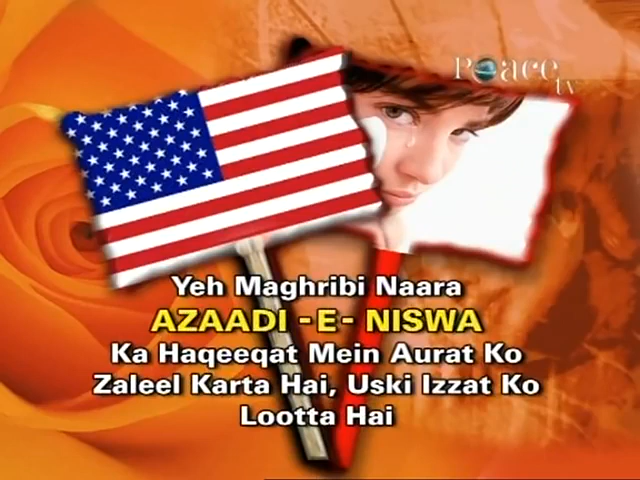 Peace
tv
Yeh Maghribi Naara
AZAADI -E- NISWA
Ka Haqeeqat Mein Aurat Ko
Zaleel Karta Hai, Uski Izzat Ko
Lootta Hai